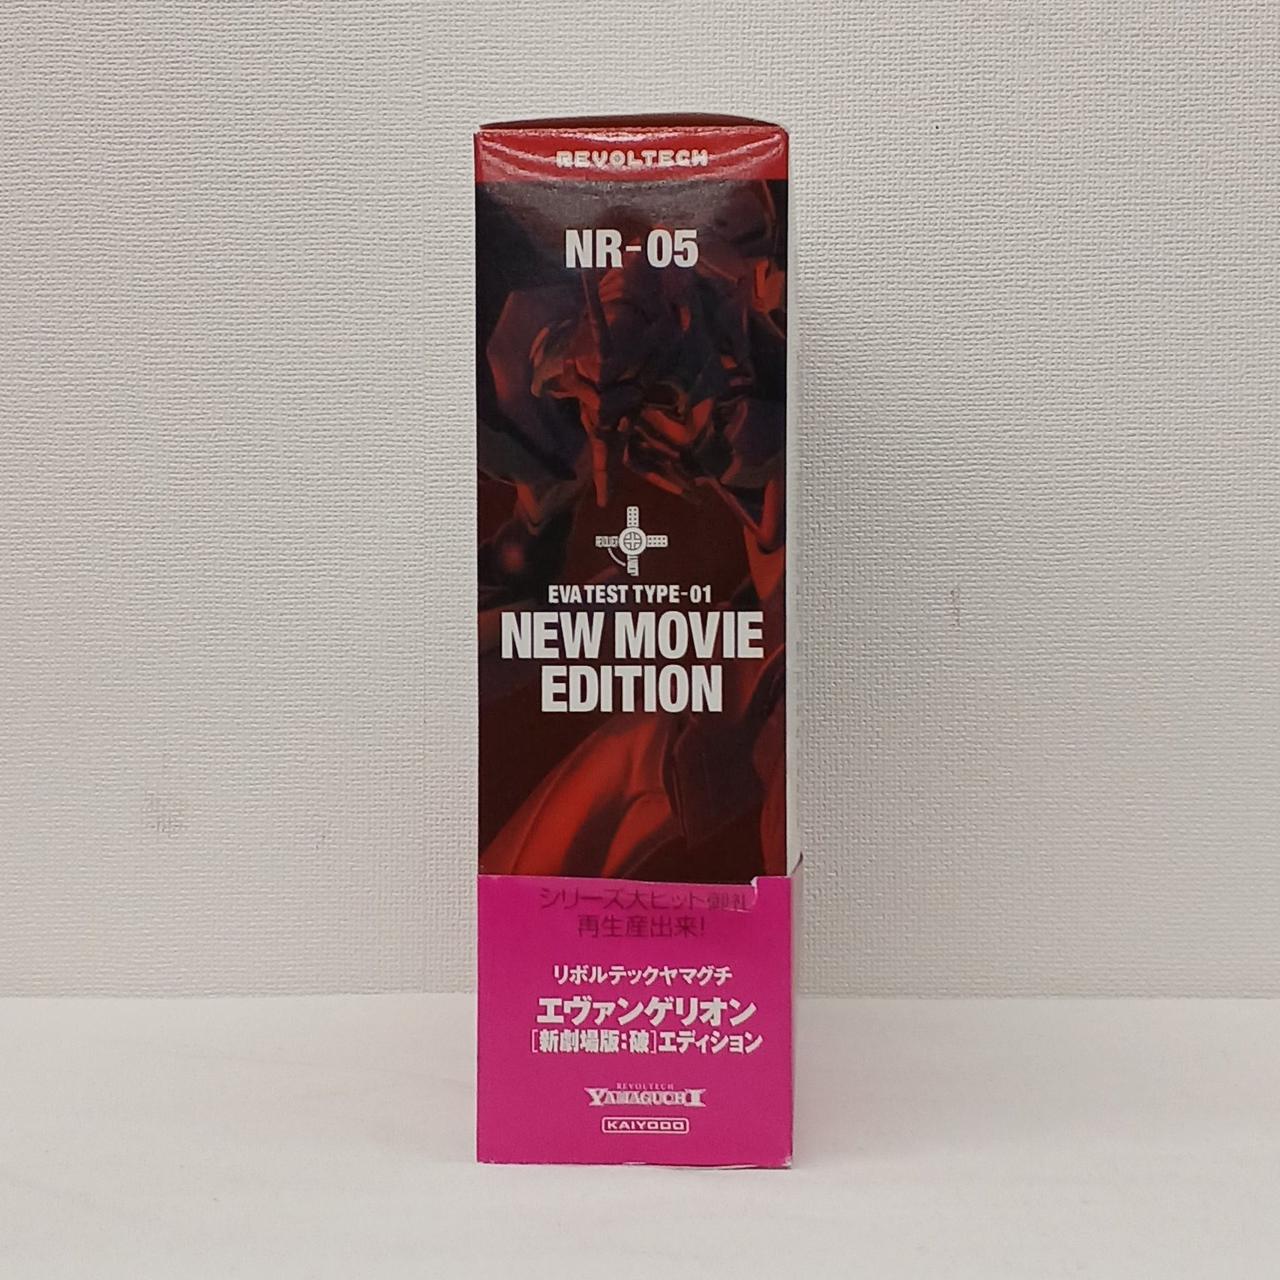 REVOLTECH
NR-05
REVOLVER
EVA TEST TYPE-01
NEW MOVIE
EDITION
シリーズ大ヒット御礼
再生産出来!
リボルテックヤマグチ
エヴァンゲリオン
[新劇場版:破]エディション
REVOLTECH
YAMAGUCHI
KAIYODO